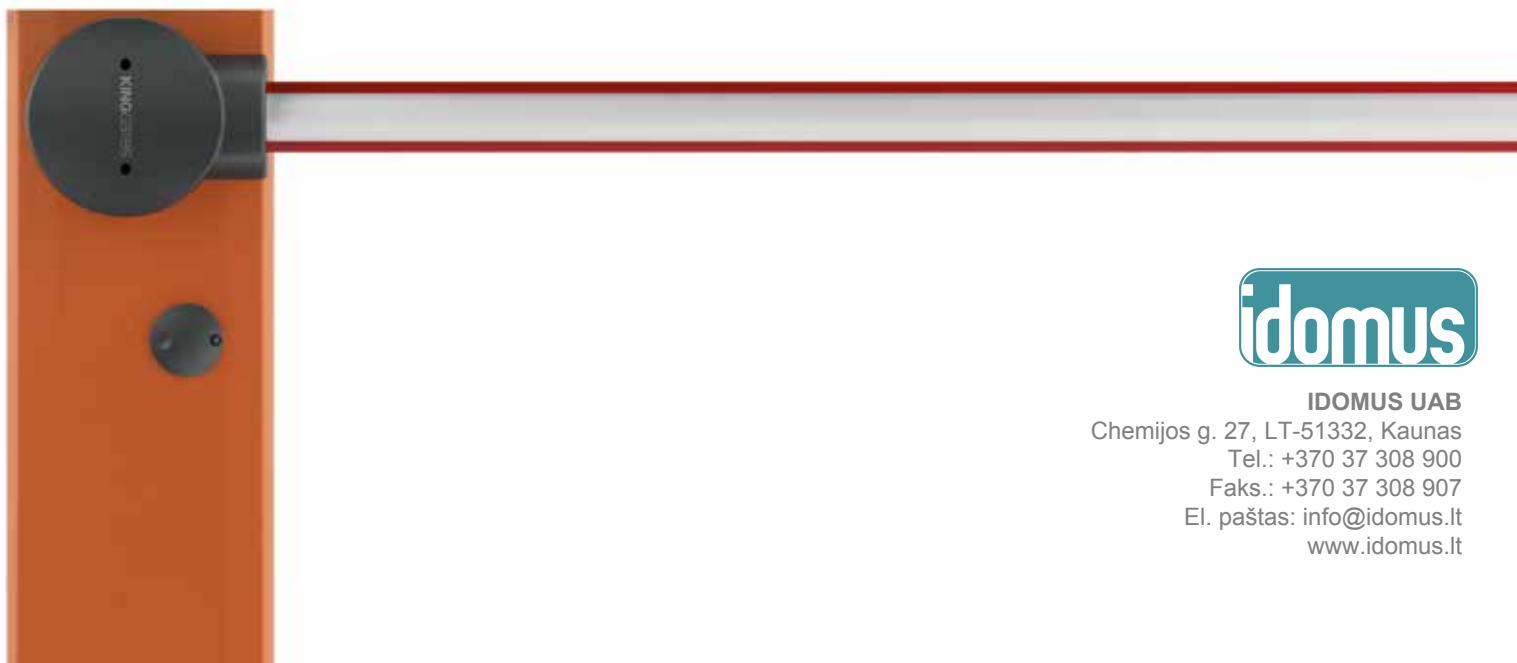 KING
idomus
IDOMUS UAB
Chemijos g. 27, LT-51332, Kaunas
Tel.: +370 37 308 900
Faks.: +370 37 308 907
El. paštas: info@idomus.lt
www.idomus.lt